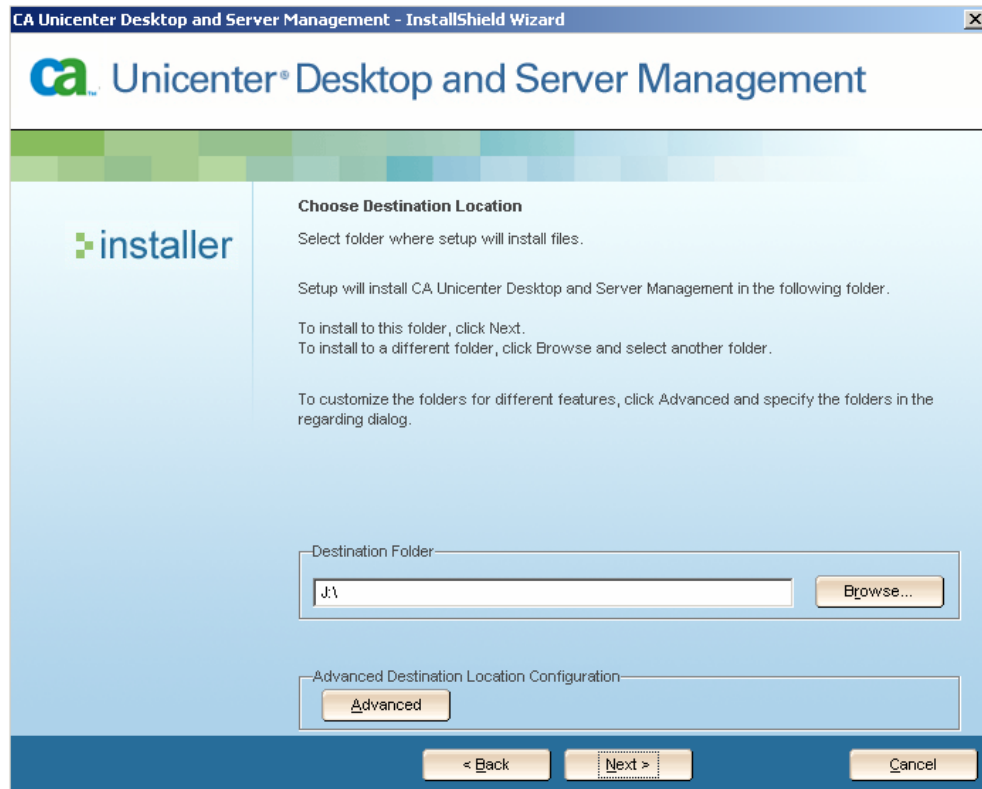 CA Unicenter Desktop and Server Management - InstallShield Wizard
ca™ Unicenter® Desktop and Server Management
installer
Choose Destination Location
Select folder where setup will install files.
Setup will install CA Unicenter Desktop and Server Management in the following folder.
To install to this folder, click Next.
To install to a different folder, click Browse and select another folder.
To customize the folders for different features, click Advanced and specify the folders in the
regarding dialog.
Destination Folder
J:\
Browse...
Advanced Destination Location Configuration
Advanced
< Back
Next >
Cancel